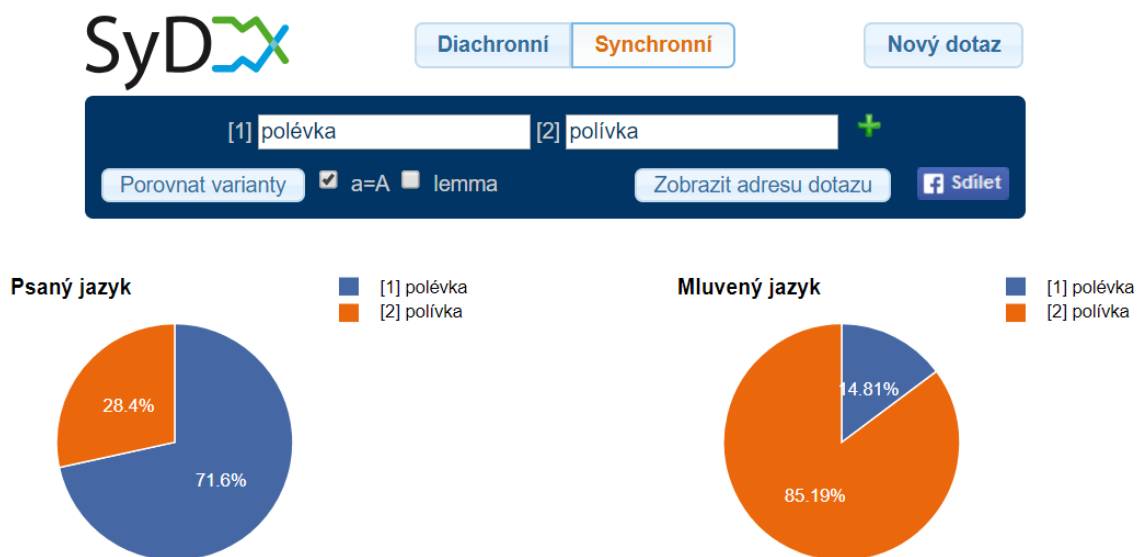 SyD
Diachronní Synchronní Nový dotaz
[1] polévka [2] polívka
Porovnat varianty a=A lemma Zobrazit adresu dotazu Sdílet
Psaný jazyk
[1] polévka
[2] polívka
28.4%
71.6%
Mluvený jazyk
[1] polévka
[2] polívka
14.81%
85.19%